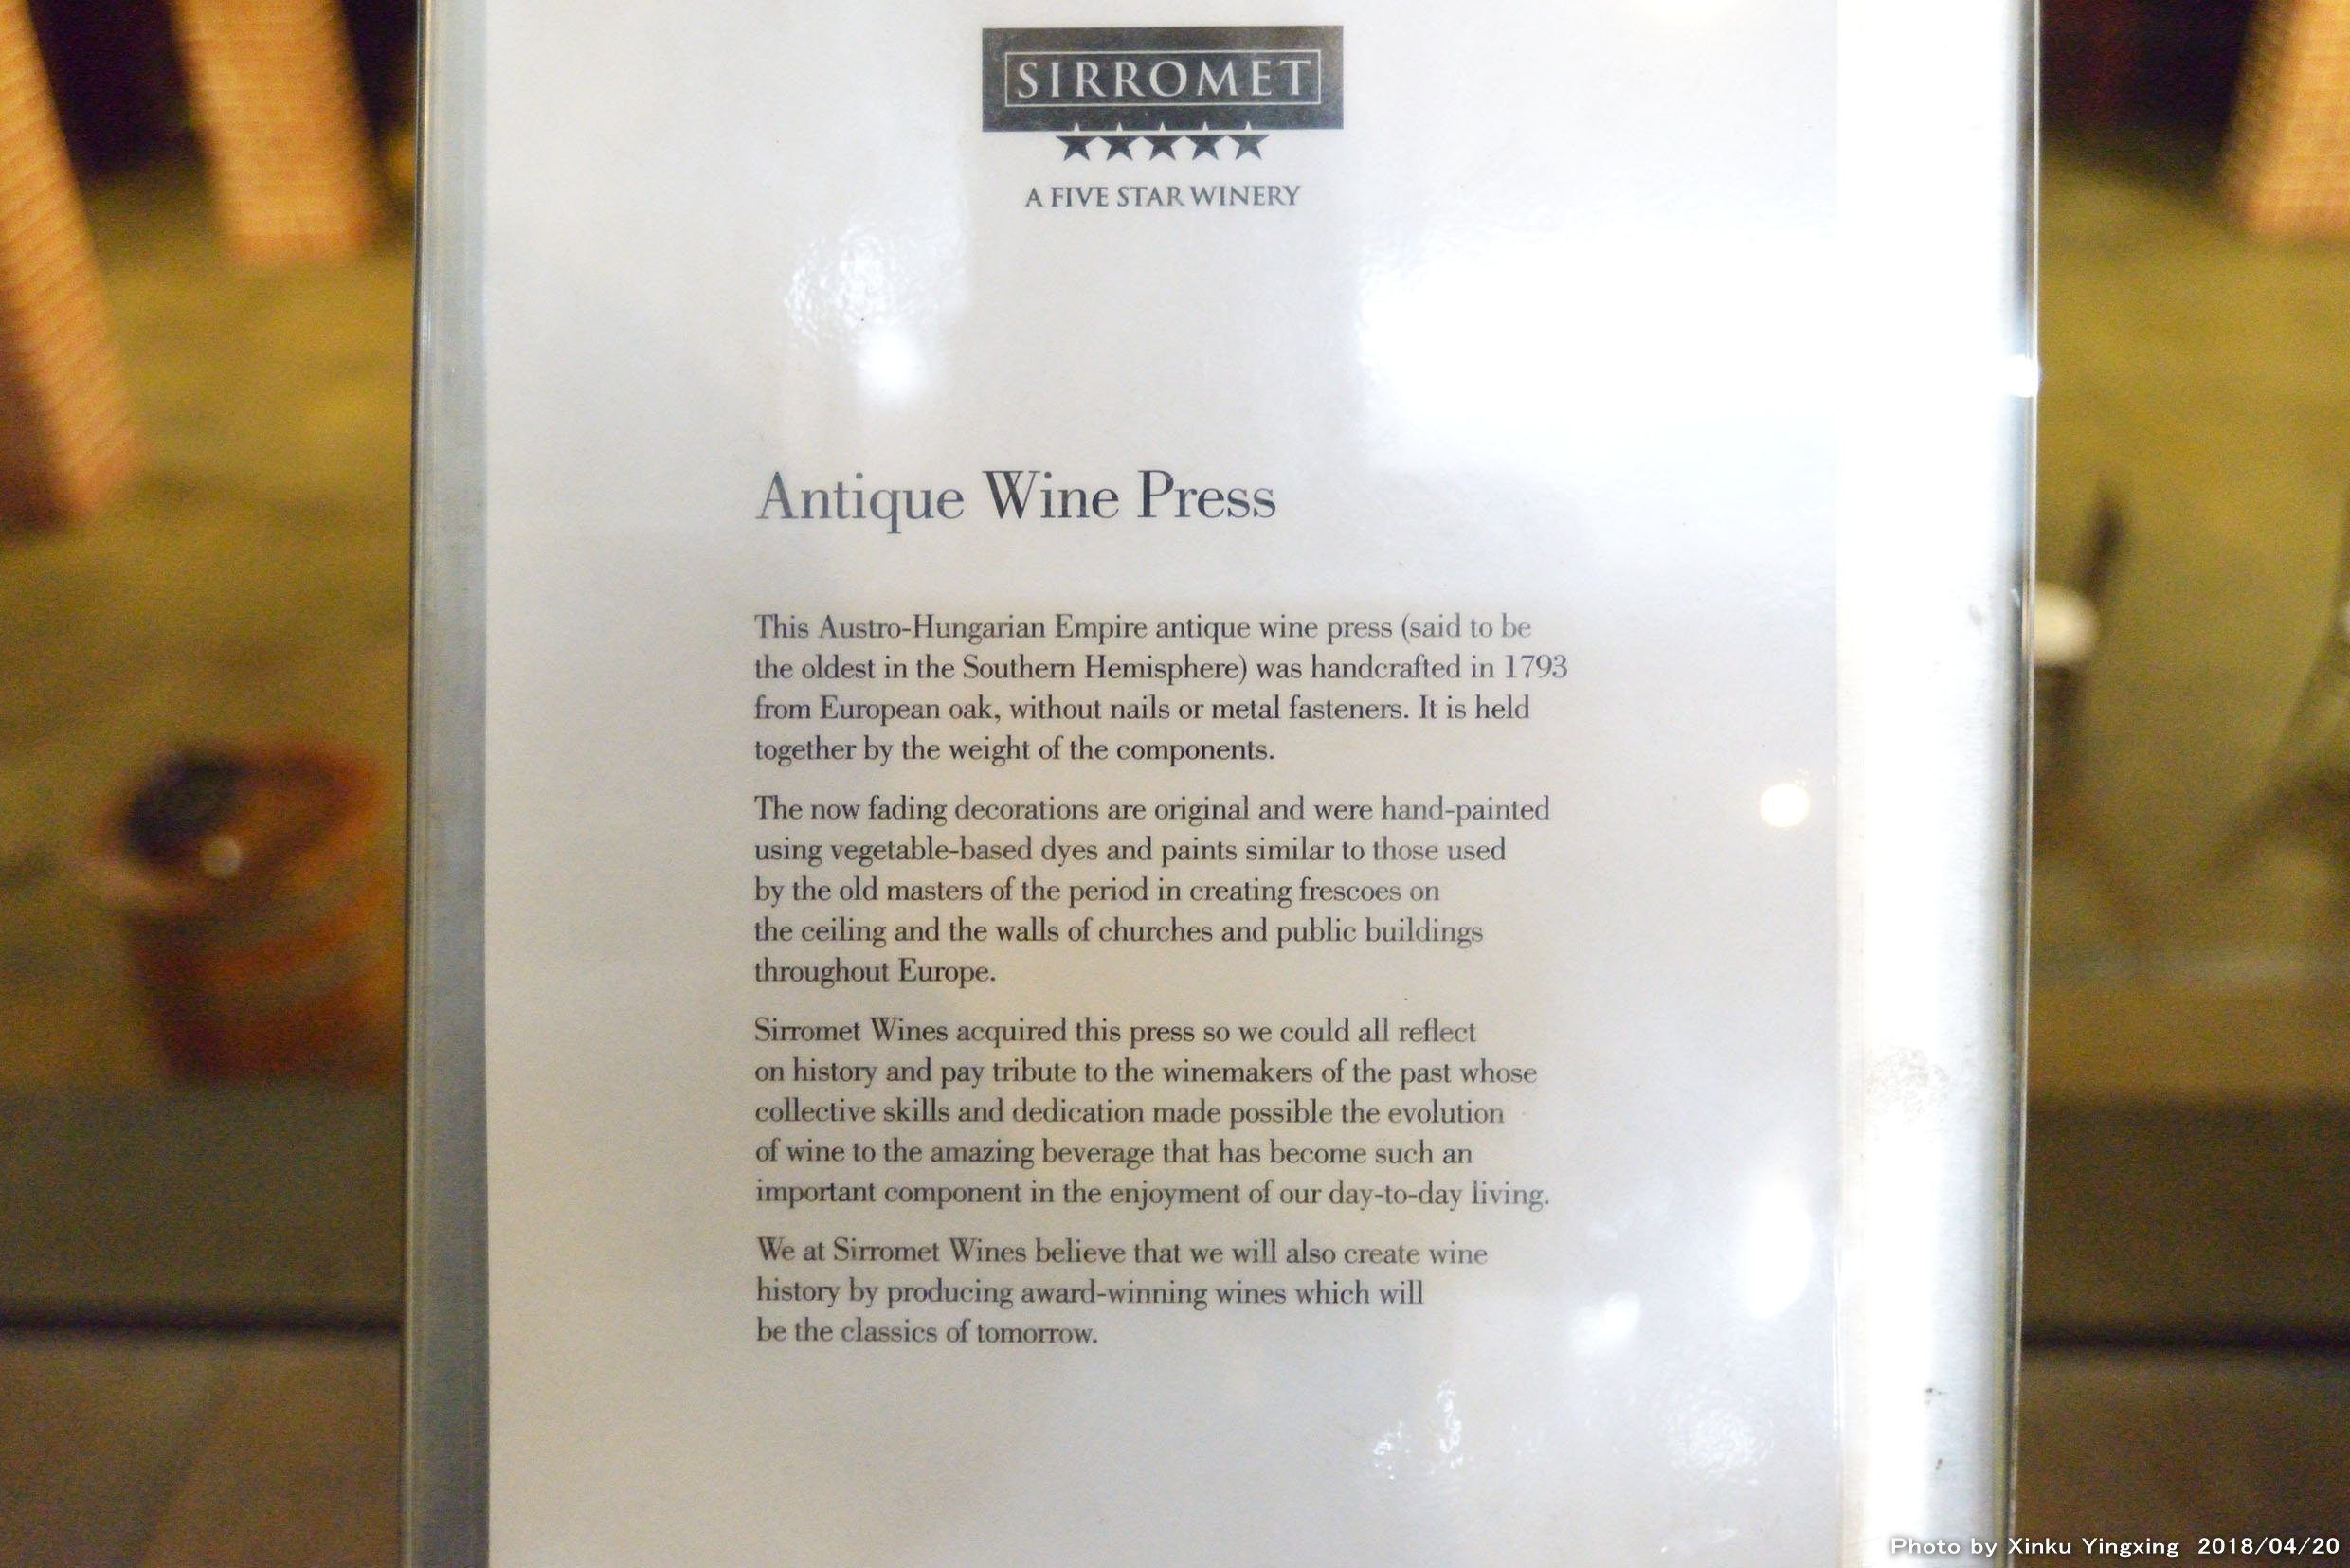 SIRROMET
A FIVE STAR WINERY
Antique Wine Press
This Austro-Hungarian Empire antique wine press (said to be
the oldest in the Southern Hemisphere) was handcrafted in 1793
from European oak, without nails or metal fasteners. It is held
together by the weight of the components.
The now fading decorations are original and were hand-painted
using vegetable-based dyes and paints similar to those used
by the old masters of the period in creating frescoes on
the ceiling and the walls of churches and public buildings
throughout Europe.
Sirromet Wines acquired this press so we could all reflect
on history and pay tribute to the winemakers of the past whose
collective skills and dedication made possible the evolution
of wine to the amazing beverage that has become such an
important component in the enjoyment of our day-to-day living.
We at Sirromet Wines believe that we will also create wine
history by producing award-winning wines which will
be the classics of tomorrow.
Photo by Xinku Yingxing 2018/04/20